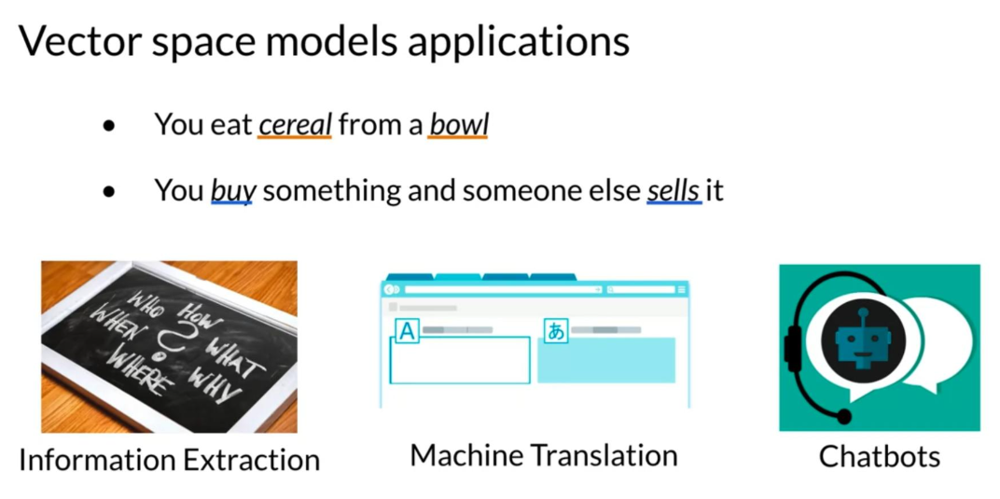 Vector space models applications
• You eat cereal from a bowl
• You buy something and someone else sells it
WHO HOW
WHEN ? WHAT
WHERE WHY
A あ
Information Extraction
Machine Translation
Chatbots